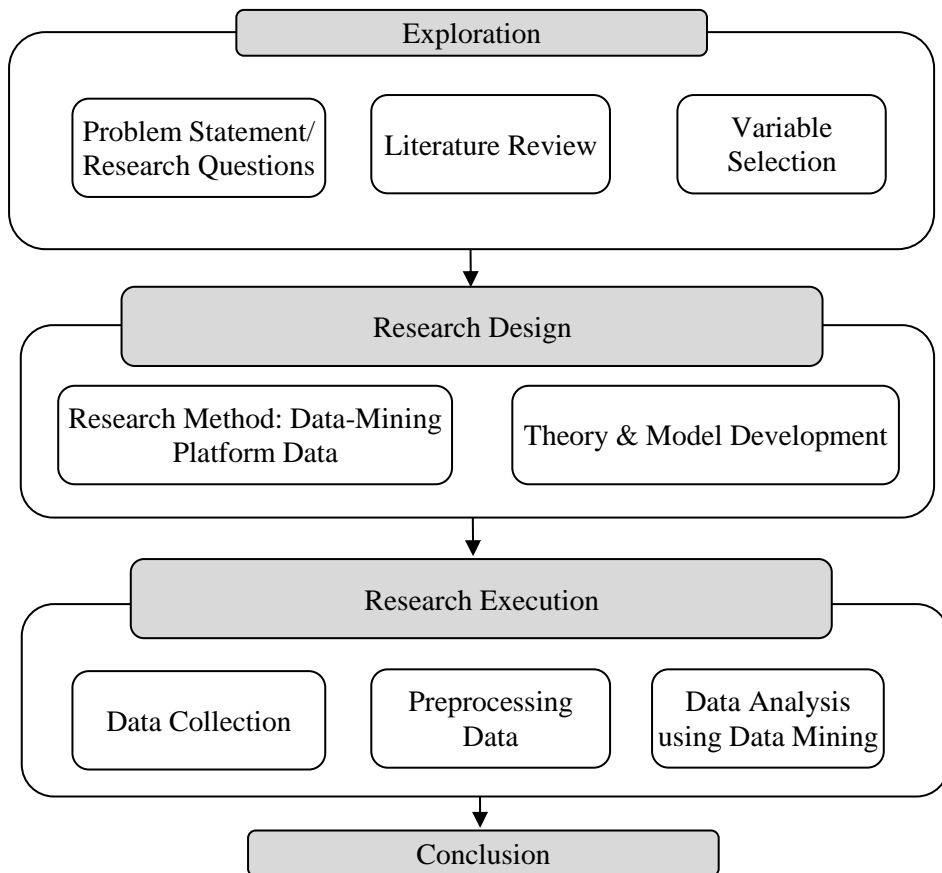 Exploration
Problem Statement/
Research Questions
Literature Review
Variable
Selection
Research Design
Research Method: Data-Mining
Platform Data
Theory & Model Development
Research Execution
Data Collection
Preprocessing
Data
Data Analysis
using Data Mining
Conclusion